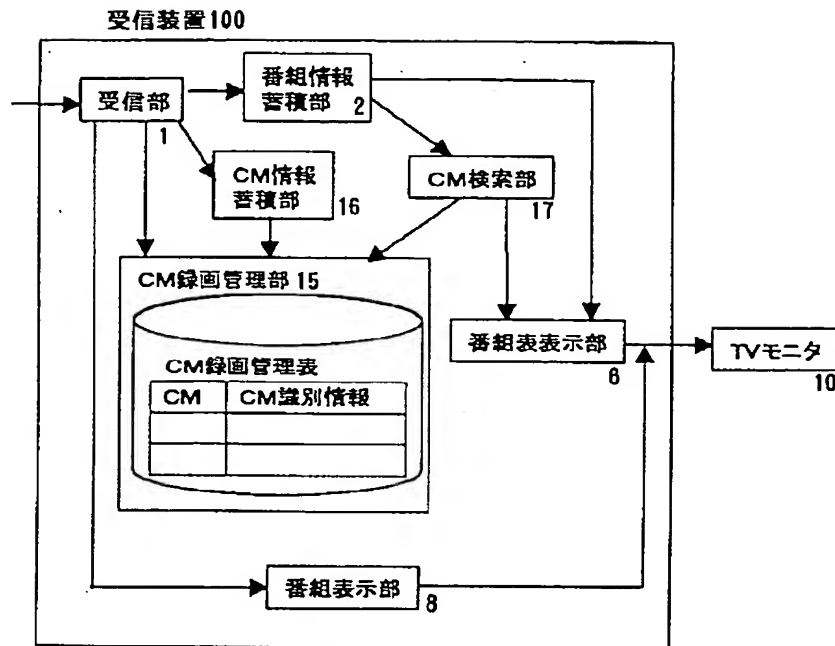 受信装置100
受信部
1
番組情報
蓄積部
2
CM情報
蓄積部
16
CM検索部
17
CM録画管理部 15
CM録画管理表
CM
CM識別情報
番組表表示部
6
TVモニタ
10
番組表示部
8